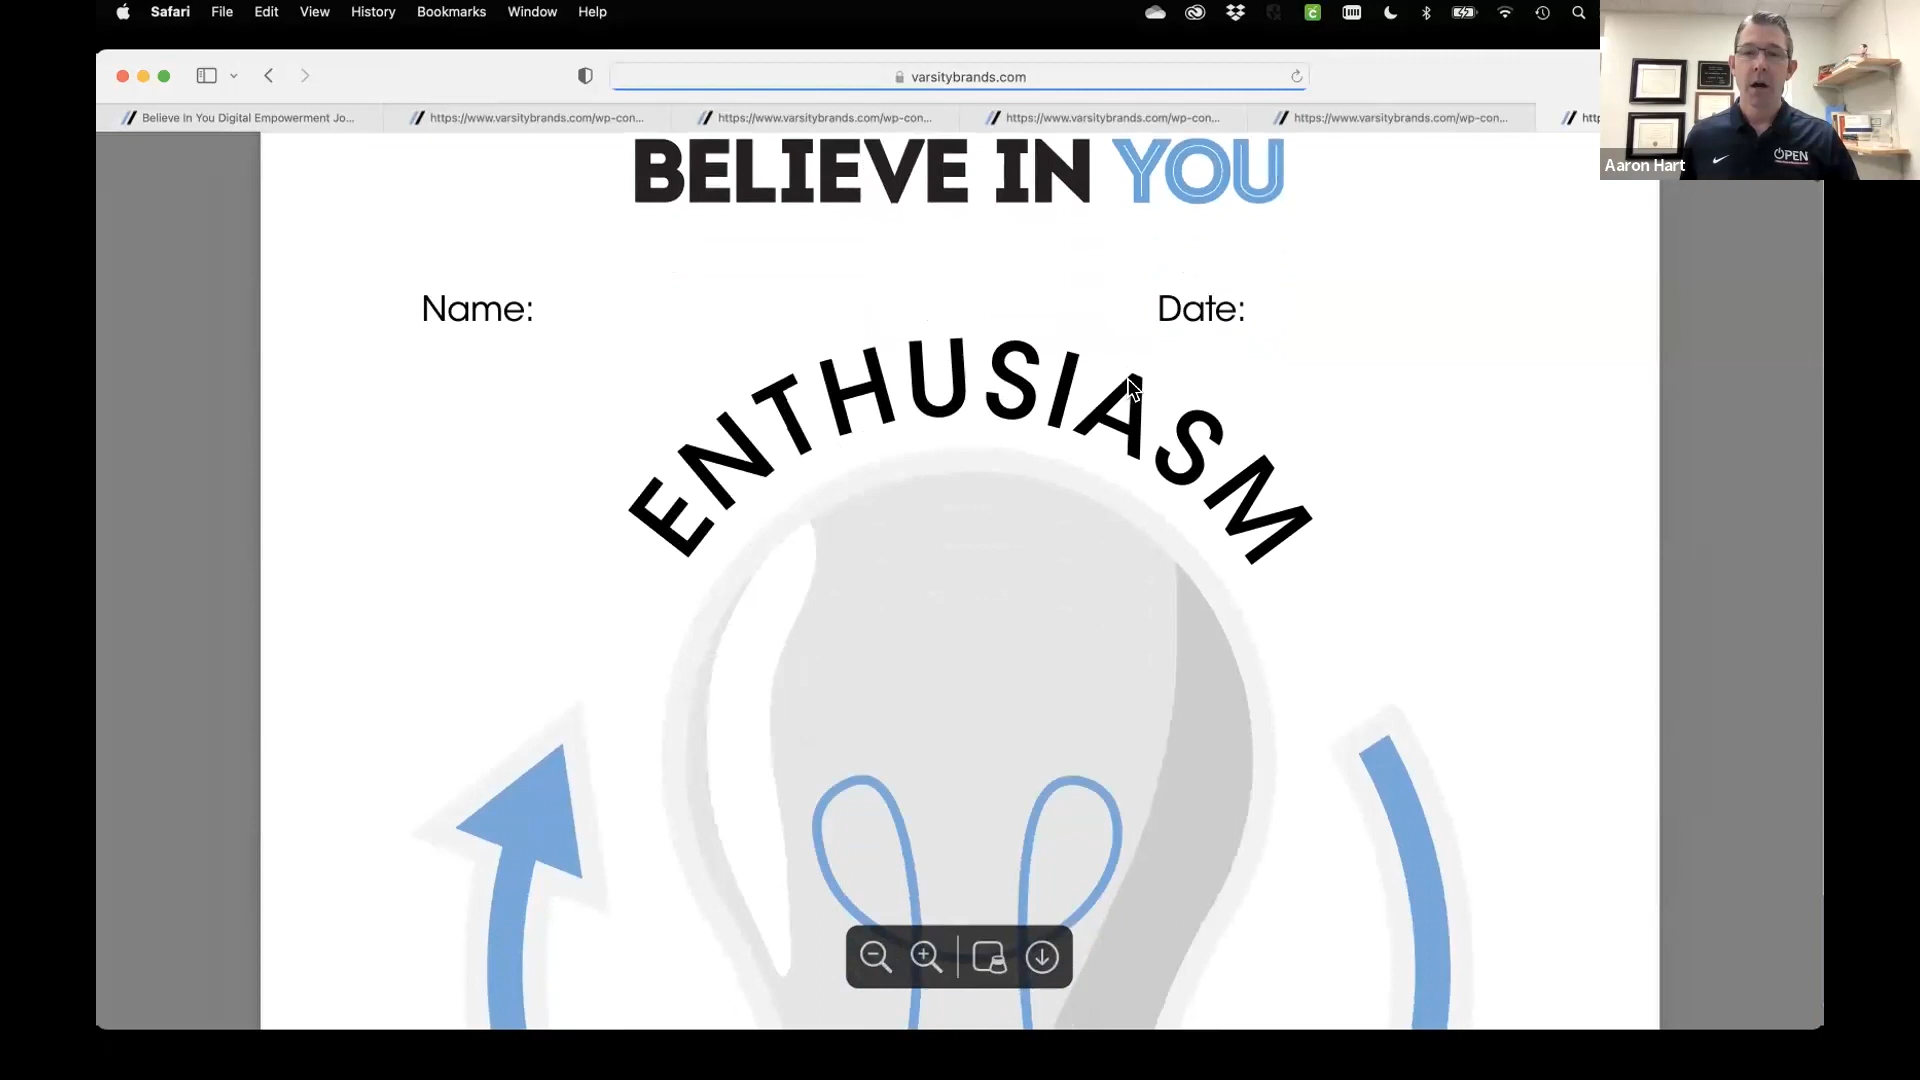 Safari File Edit View History Bookmarks Window Help
varsitybrands.com
Believe In You Digital Empowerment Jo...
https://www.varsitybrands.com/wp-con...
https://www.varsitybrands.com/wp-con...
https://www.varsitybrands.com/wp-con...
https://www.varsitybrands.com/wp-con...
BELIEVE IN YOU
Name:
Date:
ENTHUSIASM
OPEN
Aaron Hart